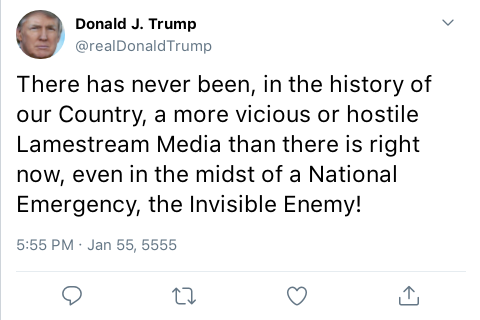 Donald J. Trump
@realDonaldTrump
There has never been, in the history of
our Country, a more vicious or hostile
Lamestream Media than there is right
now, even in the midst of a National
Emergency, the Invisible Enemy!
5:55 PM · Jan 55, 5555